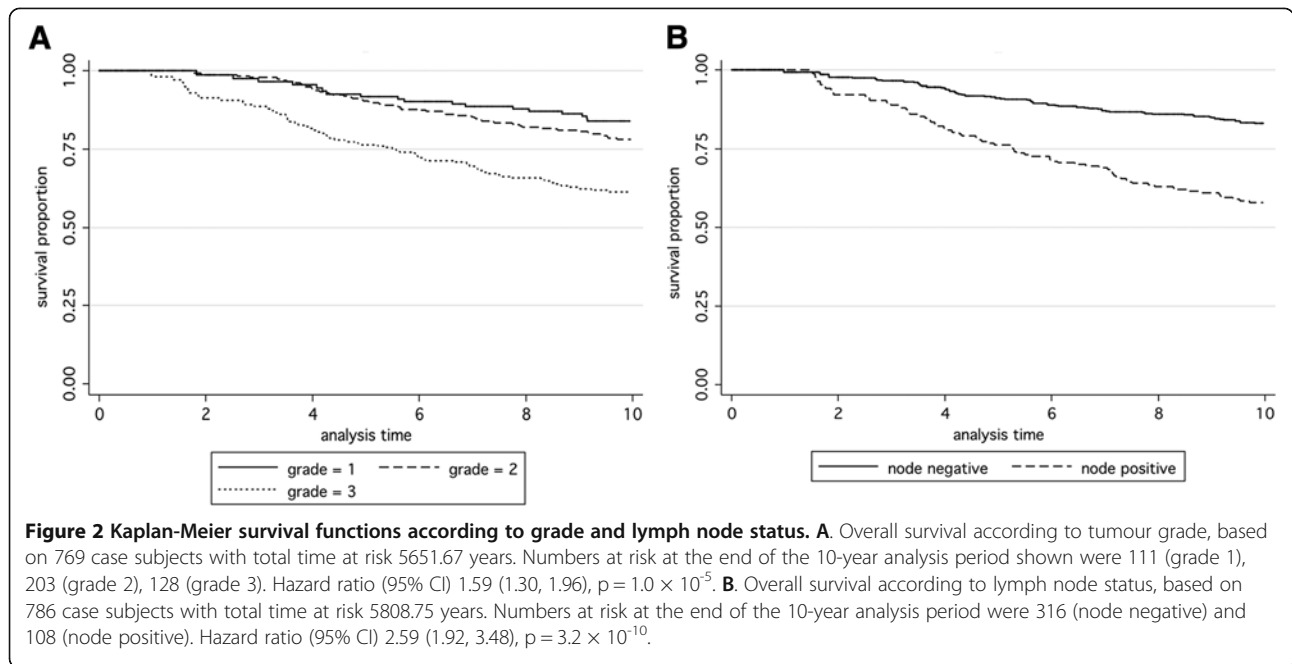 A
survival proportion
1.00
0.75
0.50
0.25
0.00
0 2 4 6 8 10
analysis time
grade = 1 grade = 2
grade = 3
B
survival proportion
1.00
0.75
0.50
0.25
0.00
0 2 4 6 8 10
analysis time
node negative node positive
Figure 2 Kaplan-Meier survival functions according to grade and lymph node status. A. Overall survival according to tumour grade, based
on 769 case subjects with total time at risk 5651.67 years. Numbers at risk at the end of the 10-year analysis period shown were 111 (grade 1),
203 (grade 2), 128 (grade 3). Hazard ratio (95% CI) 1.59 (1.30, 1.96), p = 1.0 × 10⁻⁵. B. Overall survival according to lymph node status, based on
786 case subjects with total time at risk 5808.75 years. Numbers at risk at the end of the 10-year analysis period were 316 (node negative) and
108 (node positive). Hazard ratio (95% CI) 2.59 (1.92, 3.48), p = 3.2 × 10⁻¹⁰.